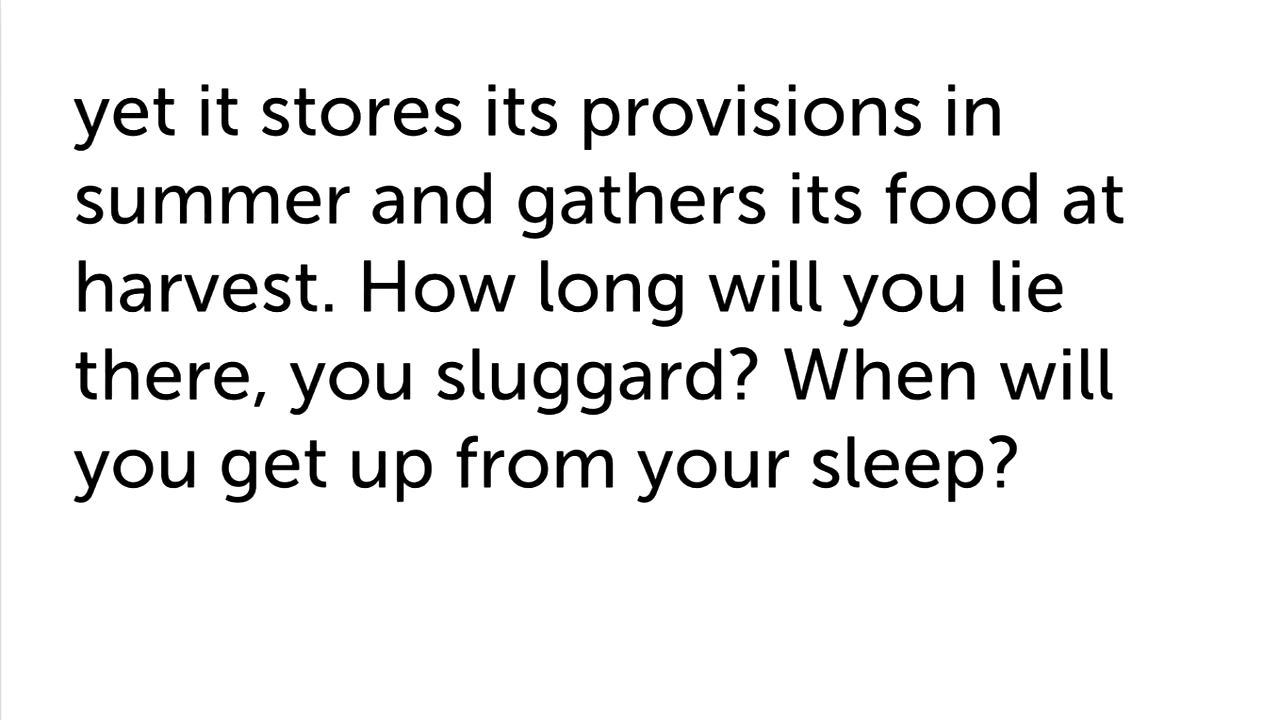 yet it stores its provisions in
summer and gathers its food at
harvest. How long will you lie
there, you sluggard? When will
you get up from your sleep?